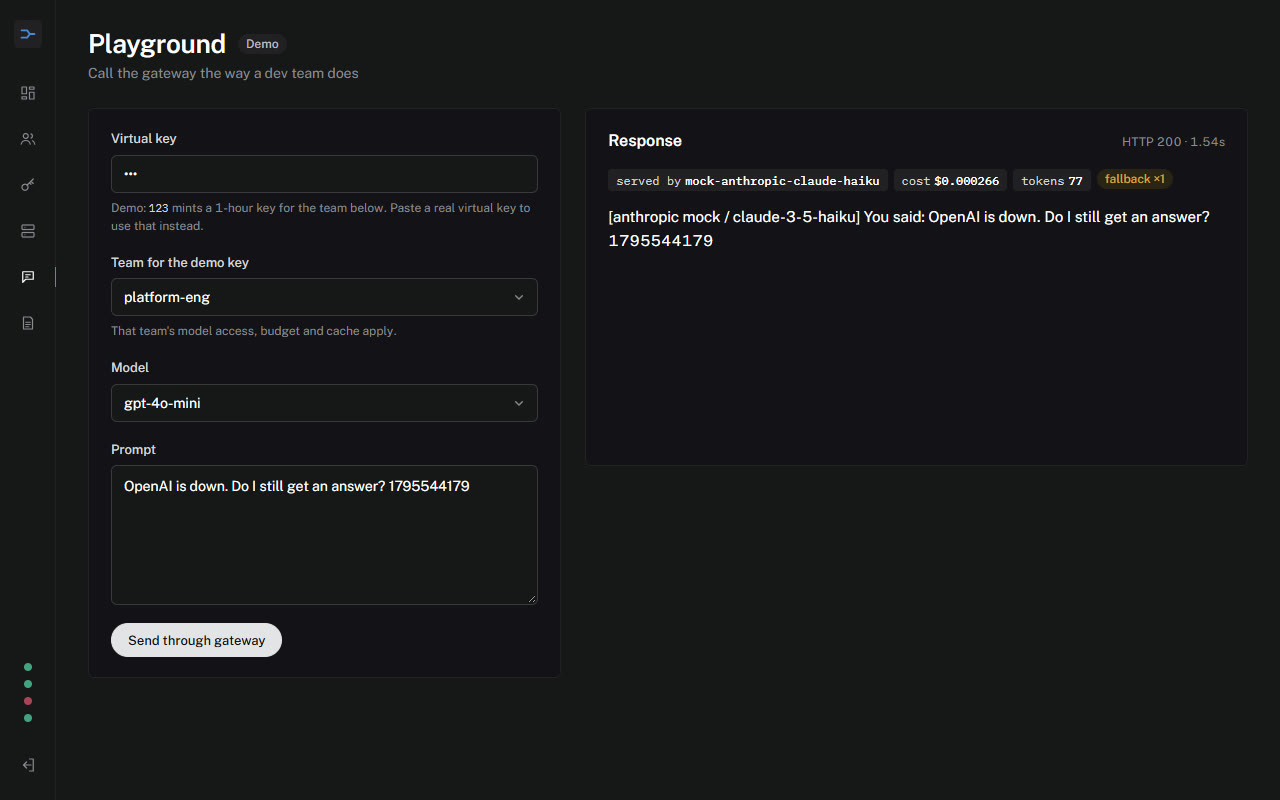 Playground Demo
Call the gateway the way a dev team does
Virtual key
•••
Demo: 123 mints a 1-hour key for the team below. Paste a real virtual key to
use that instead.
Team for the demo key
platform-eng
That team's model access, budget and cache apply.
Model
gpt-4o-mini
Prompt
OpenAI is down. Do I still get an answer? 1795544179
Send through gateway
Response HTTP 200 · 1.54s
served by mock-anthropic-claude-haiku cost $0.000266 tokens 77 fallback ×1
[anthropic mock / claude-3-5-haiku] You said: OpenAI is down. Do I still get an answer?
1795544179